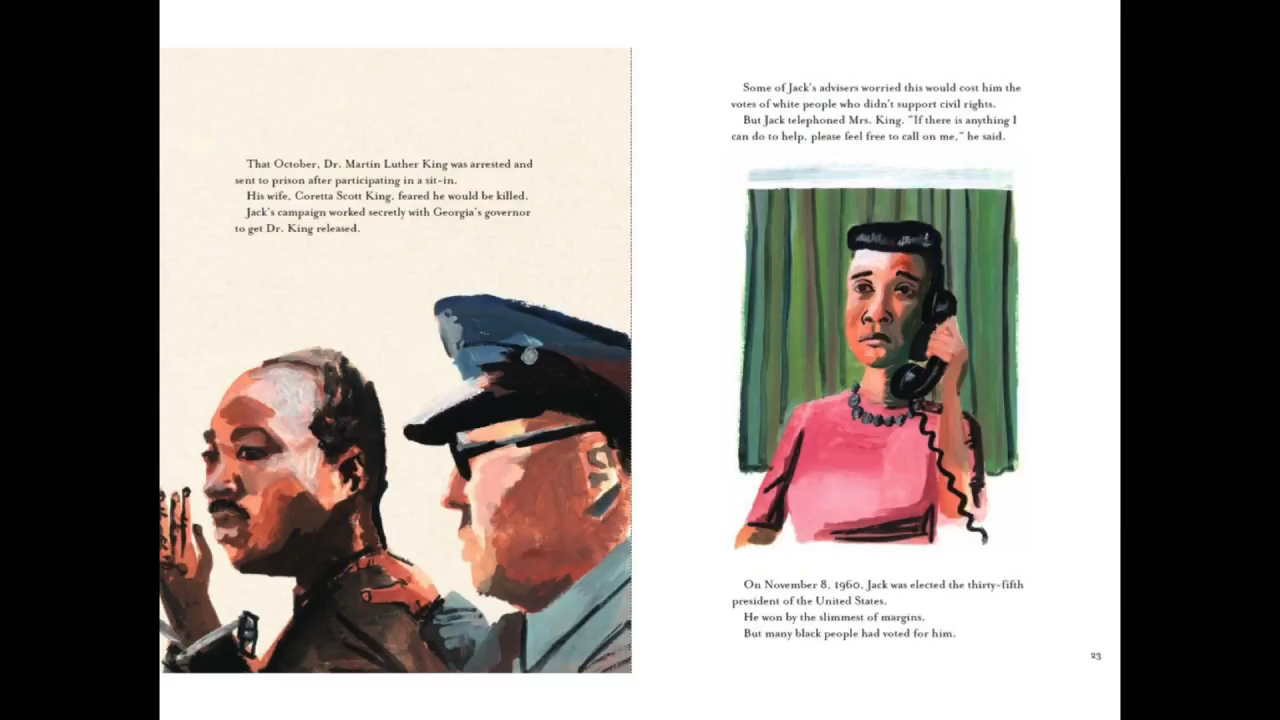 That October, Dr. Martin Luther King was arrested and
sent to prison after participating in a sit-in.
His wife, Coretta Scott King, feared he would be killed.
Jack's campaign worked secretly with Georgia's governor
to get Dr. King released.
Some of Jack's advisers worried this would cost him the
votes of white people who didn't support civil rights.
But Jack telephoned Mrs. King. "If there is anything I
can do to help, please feel free to call on me," he said.
On November 8, 1960, Jack was elected the thirty-fifth
president of the United States.
He won by the slimmest of margins.
But many black people had voted for him.
23